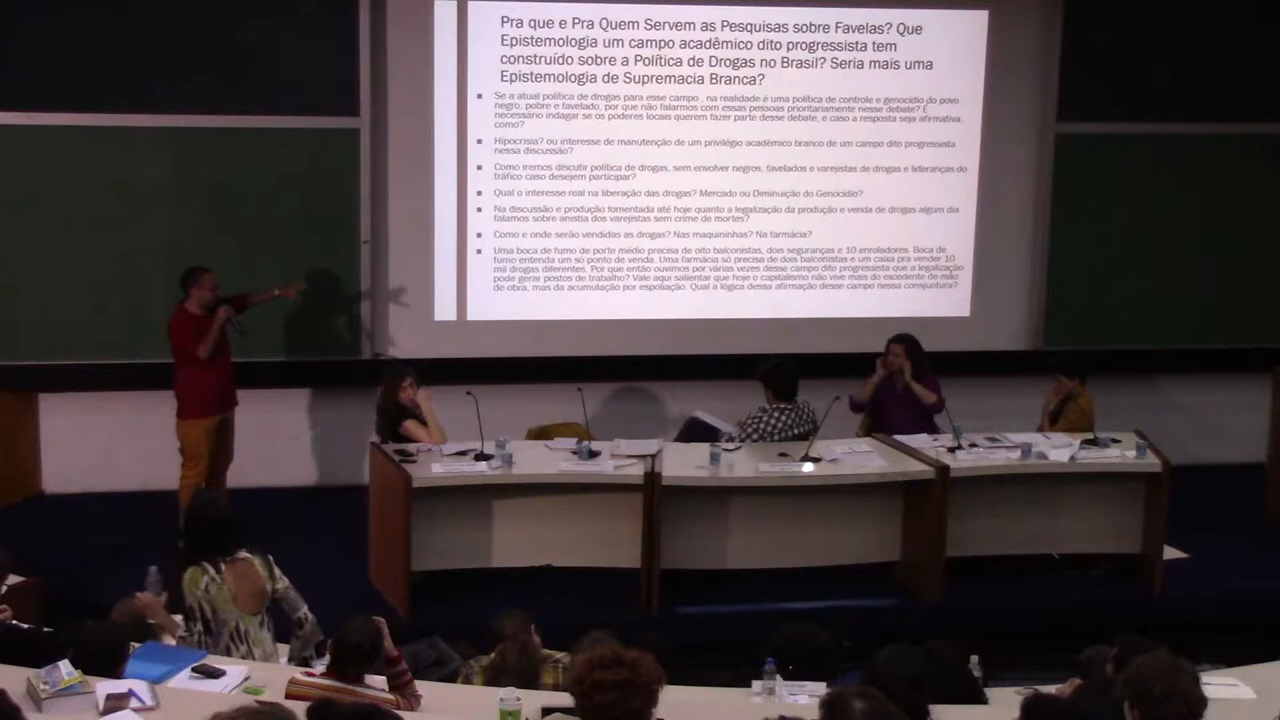 Pra que e Pra Quem Servem as Pesquisas sobre Favelas? Que
Epistemologia um campo acadêmico dito progressista tem
construído sobre a Política de Drogas no Brasil? Seria mais uma
Epistemologia de Supremacia Branca?
Se a atual política de drogas para esse campo , na realidade é uma política de controle e genocídio do povo
negro, pobre e favelado, por que não falarmos com essas pessoas prioritariamente nesse debate? É
necessário indagar se os poderes locais querem fazer parte desse debate, e caso a resposta seja afirmativa,
como?
Hipocrisia? ou interesse de manutenção de um privilégio acadêmico branco de um campo dito progressista
nessa discussão?
Como iremos discutir política de drogas, sem envolver negros, favelados e varejistas de drogas e lideranças do
tráfico caso desejem participar?
Qual o interesse real na liberação das drogas? Mercado ou Diminuição do Genocídio?
Na discussão e produção fomentada até hoje quanto a legalização da produção e venda de drogas algum dia
falamos sobre anistia dos varejistas sem crime de mortes?
Como e onde serão vendidas as drogas? Nas maquininhas? Na farmácia?
Uma boca de fumo de porte médio precisa de oito balconistas, dois seguranças e 10 enroladores. Boca de
fumo entenda um só ponto de venda. Uma farmácia só precisa de dois balconistas e um caixa pra vender 10
mil drogas diferentes. Por que então ouvimos por várias vezes desse campo dito progressista que a legalização
pode gerar postos de trabalho? Vale aqui salientar que hoje o capitalismo não vive mais do excedente de mão
de obra, mas da acumulação por espoliação. Qual a lógica dessa afirmação desse campo nessa conjuntura?